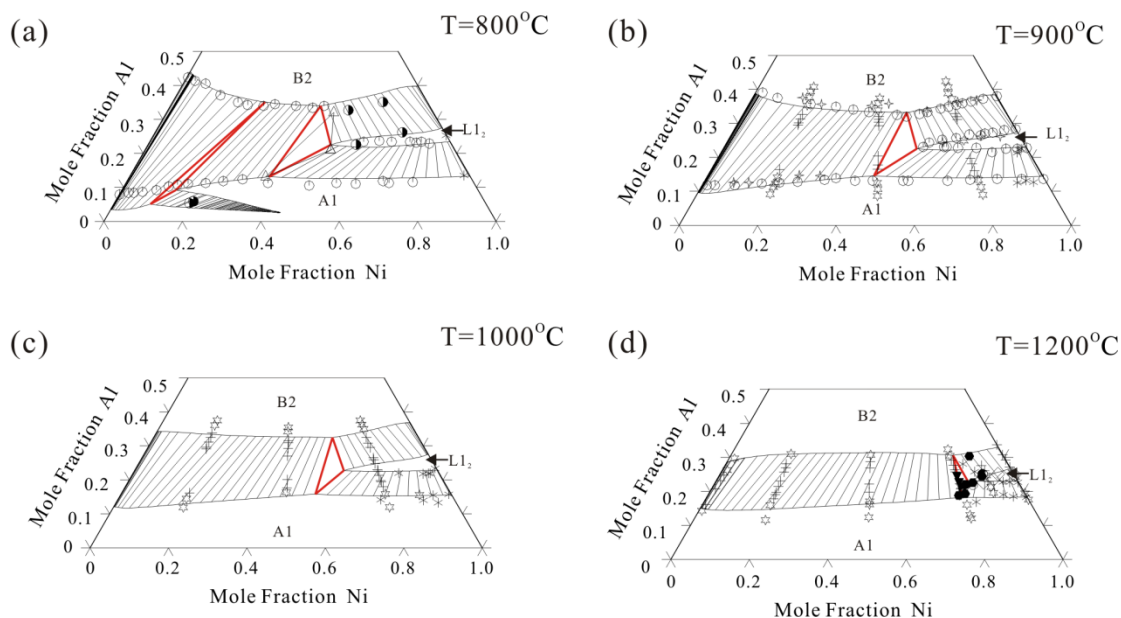 (a)
T=800°C
Mole Fraction Al
0.5
0.4
0.3
0.2
0.1
0
B2
L1₂
A1
0 0.2 0.4 0.6 0.8 1.0
Mole Fraction Ni
(b)
T=900°C
Mole Fraction Al
0.5
0.4
0.3
0.2
0.1
0
B2
L1₂
A1
0 0.2 0.4 0.6 0.8 1.0
Mole Fraction Ni
(c)
T=1000°C
Mole Fraction Al
0.5
0.4
0.3
0.2
0.1
0
B2
L1₂
A1
0 0.2 0.4 0.6 0.8 1.0
Mole Fraction Ni
(d)
T=1200°C
Mole Fraction Al
0.5
0.4
0.3
0.2
0.1
0
B2
L1₂
A1
0 0.2 0.4 0.6 0.8 1.0
Mole Fraction Ni